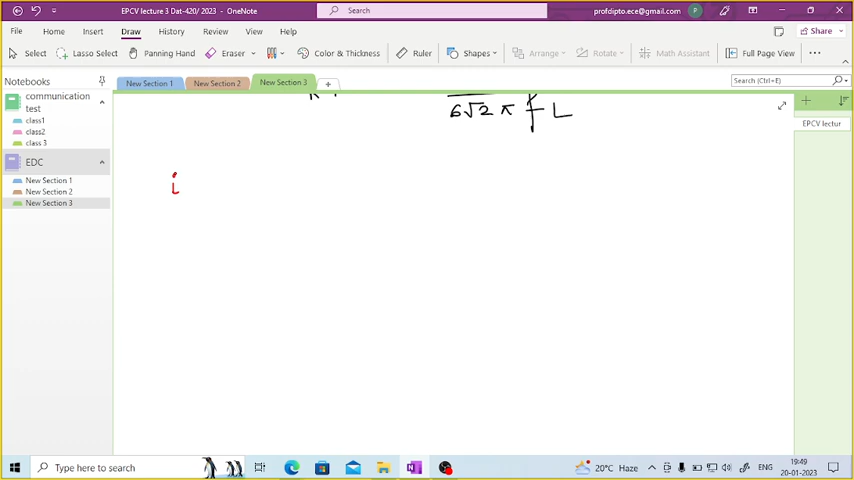 EPCV lecture 3 Dat-420/ 2023 - OneNote
Search
profdipto.ece@gmail.com
P
File Home Insert Draw History Review View Help
Share
Select Lasso Select Panning Hand Eraser Color & Thickness Ruler Shapes Arrange Rotate Math Assistant Full Page View
Notebooks
New Section 1 New Section 2 New Section 3 +
Search (Ctrl+E)
communication
test
class1
class2
class 3
EDC
New Section 1
New Section 2
New Section 3
EPCV lectur
6√2 π f L
i
Type here to search
20°C Haze
ENG
19:49
20-01-2023